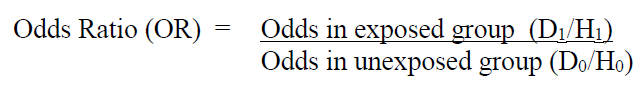 Odds Ratio (OR) = Odds in exposed group (D₁/H₁)
Odds in unexposed group (D₀/H₀)